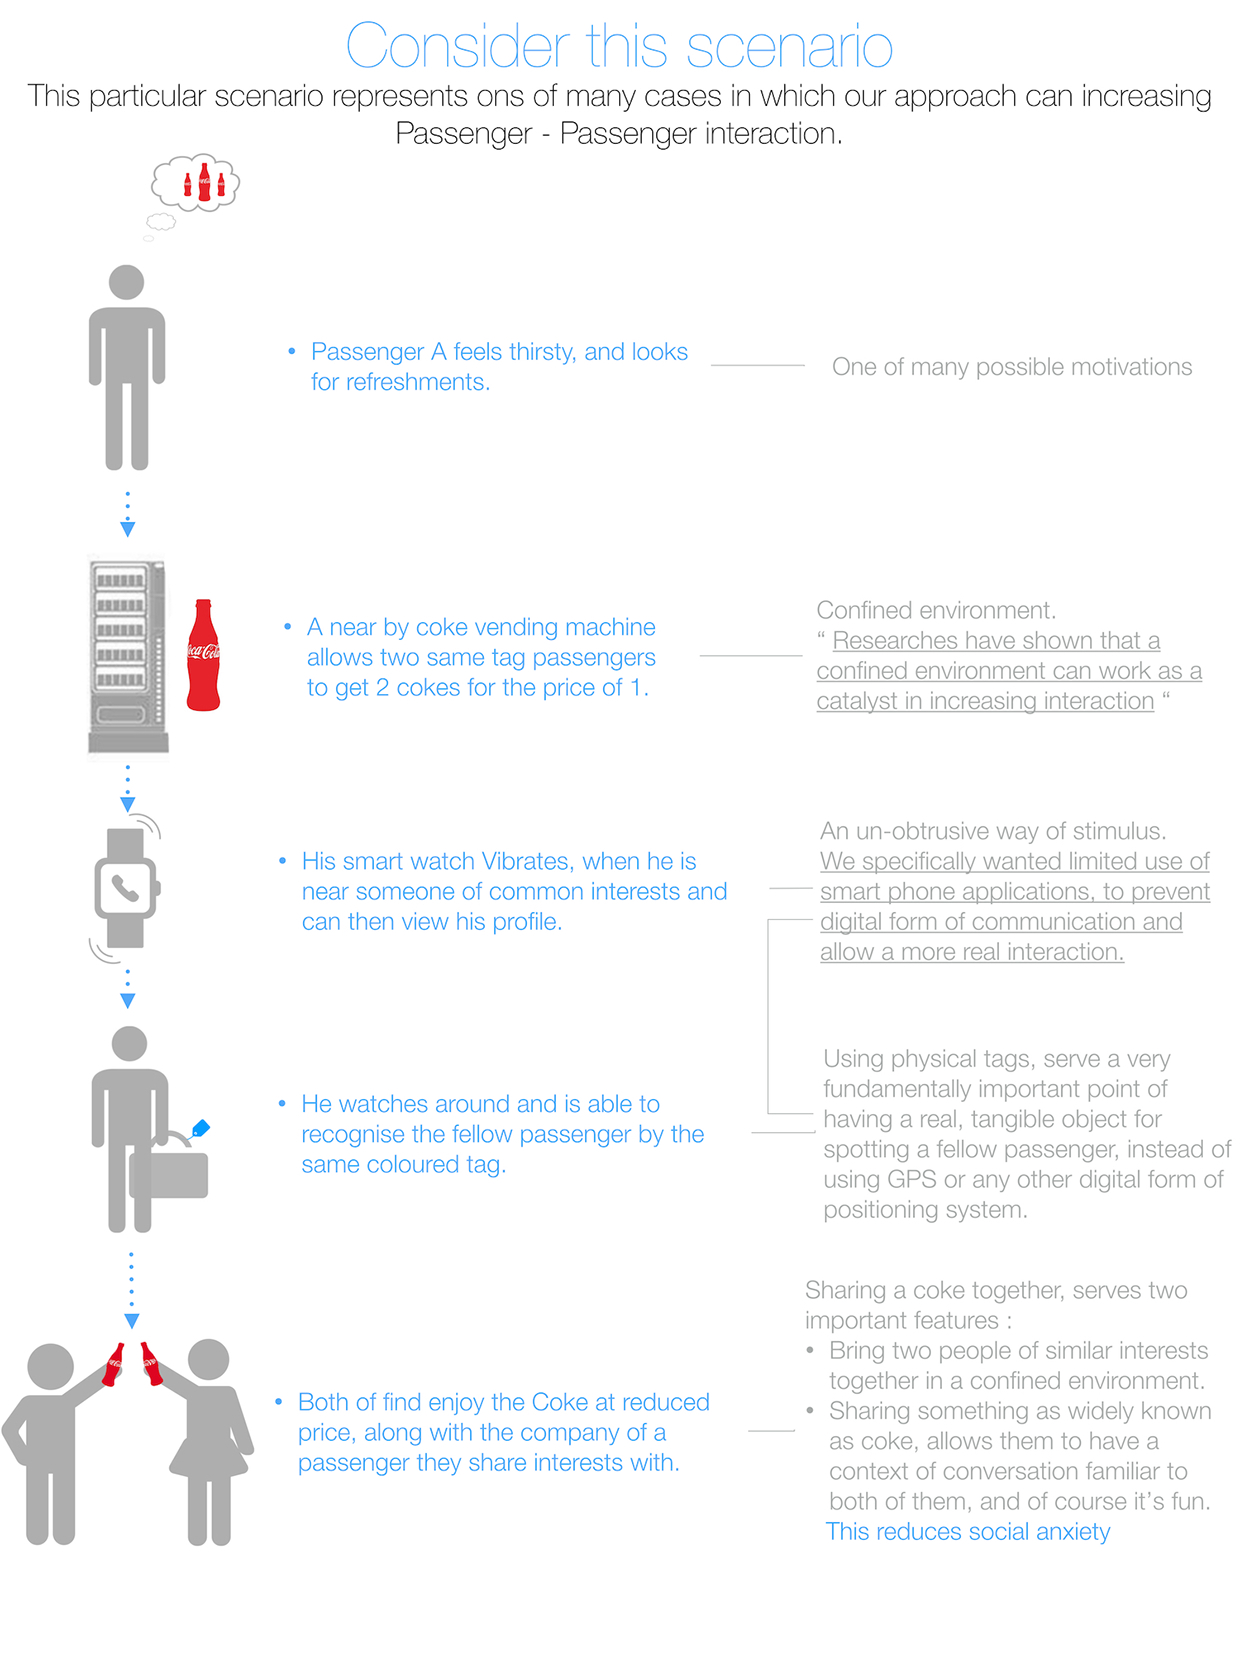 Consider this scenario
This particular scenario represents ons of many cases in which our approach can increasing
Passenger - Passenger interaction.
• Passenger A feels thirsty, and looks
for refreshments.
One of many possible motivations
• A near by coke vending machine
allows two same tag passengers
to get 2 cokes for the price of 1.
Coca-Cola
Confined environment.
“ Researches have shown that a
confined environment can work as a
catalyst in increasing interaction “
• His smart watch Vibrates, when he is
near someone of common interests and
can then view his profile.
An un-obtrusive way of stimulus.
We specifically wanted limited use of
smart phone applications, to prevent
digital form of communication and
allow a more real interaction.
• He watches around and is able to
recognise the fellow passenger by the
same coloured tag.
Using physical tags, serve a very
fundamentally important point of
having a real, tangible object for
spotting a fellow passenger, instead of
using GPS or any other digital form of
positioning system.
• Both of find enjoy the Coke at reduced
price, along with the company of a
passenger they share interests with.
Sharing a coke together, serves two
important features :
• Bring two people of similar interests
together in a confined environment.
• Sharing something as widely known
as coke, allows them to have a
context of conversation familiar to
both of them, and of course it’s fun.
This reduces social anxiety